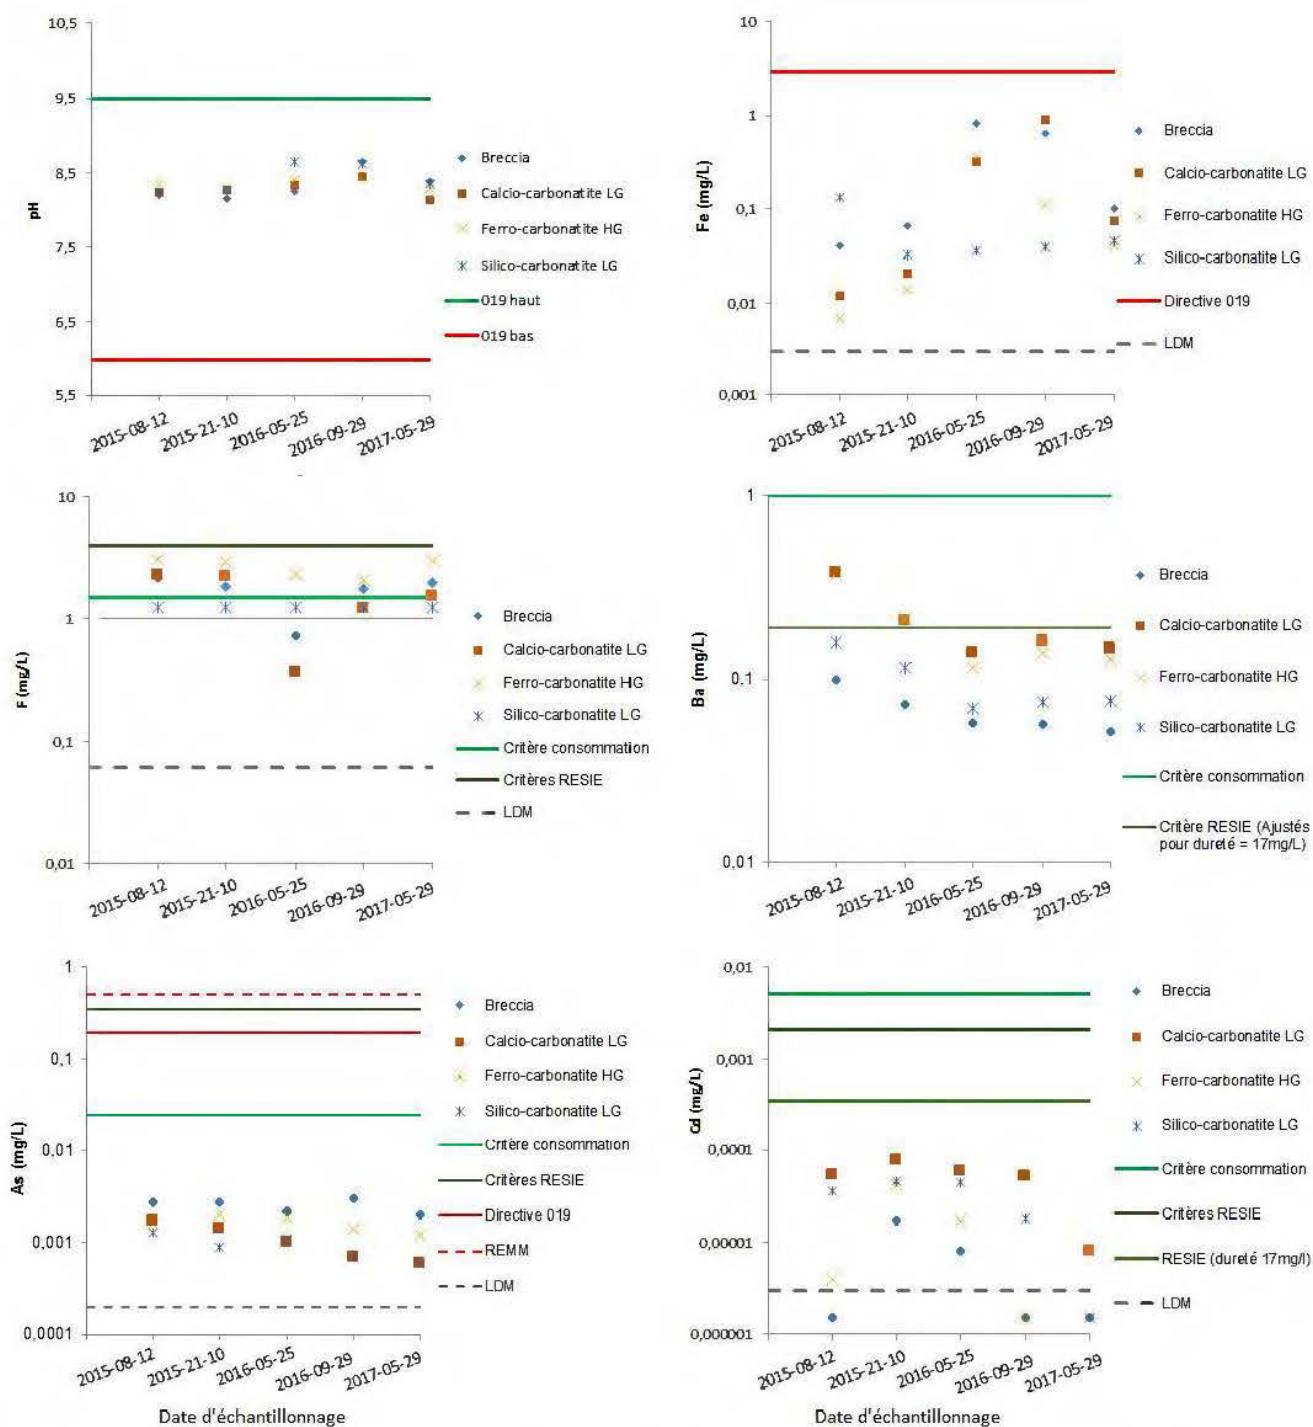 10,5
9,5
8,5
7,5
6,5
5,5
pH
2015-08-12
2015-21-10
2016-05-25
2016-09-29
2017-05-29
Breccia
Calcio-carbonatite LG
Ferro-carbonatite HG
Silico-carbonatite LG
019 haut
019 bas
10
1
0,1
0,01
0,001
Fe (mg/L)
2015-08-12
2015-21-10
2016-05-25
2016-09-29
2017-05-29
Breccia
Calcio-carbonatite LG
Ferro-carbonatite HG
Silico-carbonatite LG
Directive 019
LDM
10
1
0,1
0,01
F (mg/L)
2015-08-12
2015-21-10
2016-05-25
2016-09-29
2017-05-29
Breccia
Calcio-carbonatite LG
Ferro-carbonatite HG
Silico-carbonatite LG
Critère consommation
Critères RESIE
LDM
1
0,1
0,01
Ba (mg/L)
2015-08-12
2015-21-10
2016-05-25
2016-09-29
2017-05-29
Breccia
Calcio-carbonatite LG
Ferro-carbonatite HG
Silico-carbonatite LG
Critère consommation
Critère RESIE (Ajustés
pour dureté = 17mg/L)
1
0,1
0,01
0,001
0,0001
As (mg/L)
2015-08-12
2015-21-10
2016-05-25
2016-09-29
2017-05-29
Date d'échantillonnage
Breccia
Calcio-carbonatite LG
Ferro-carbonatite HG
Silico-carbonatite LG
Critère consommation
Critères RESIE
Directive 019
REMM
LDM
0,01
0,001
0,0001
0,00001
0,000001
Cd (mg/L)
2015-08-12
2015-21-10
2016-05-25
2016-09-29
2017-05-29
Date d'échantillonnage
Breccia
Calcio-carbonatite LG
Ferro-carbonatite HG
Silico-carbonatite LG
Critère consommation
Critères RESIE
RESIE (dureté 17mg/l)
LDM